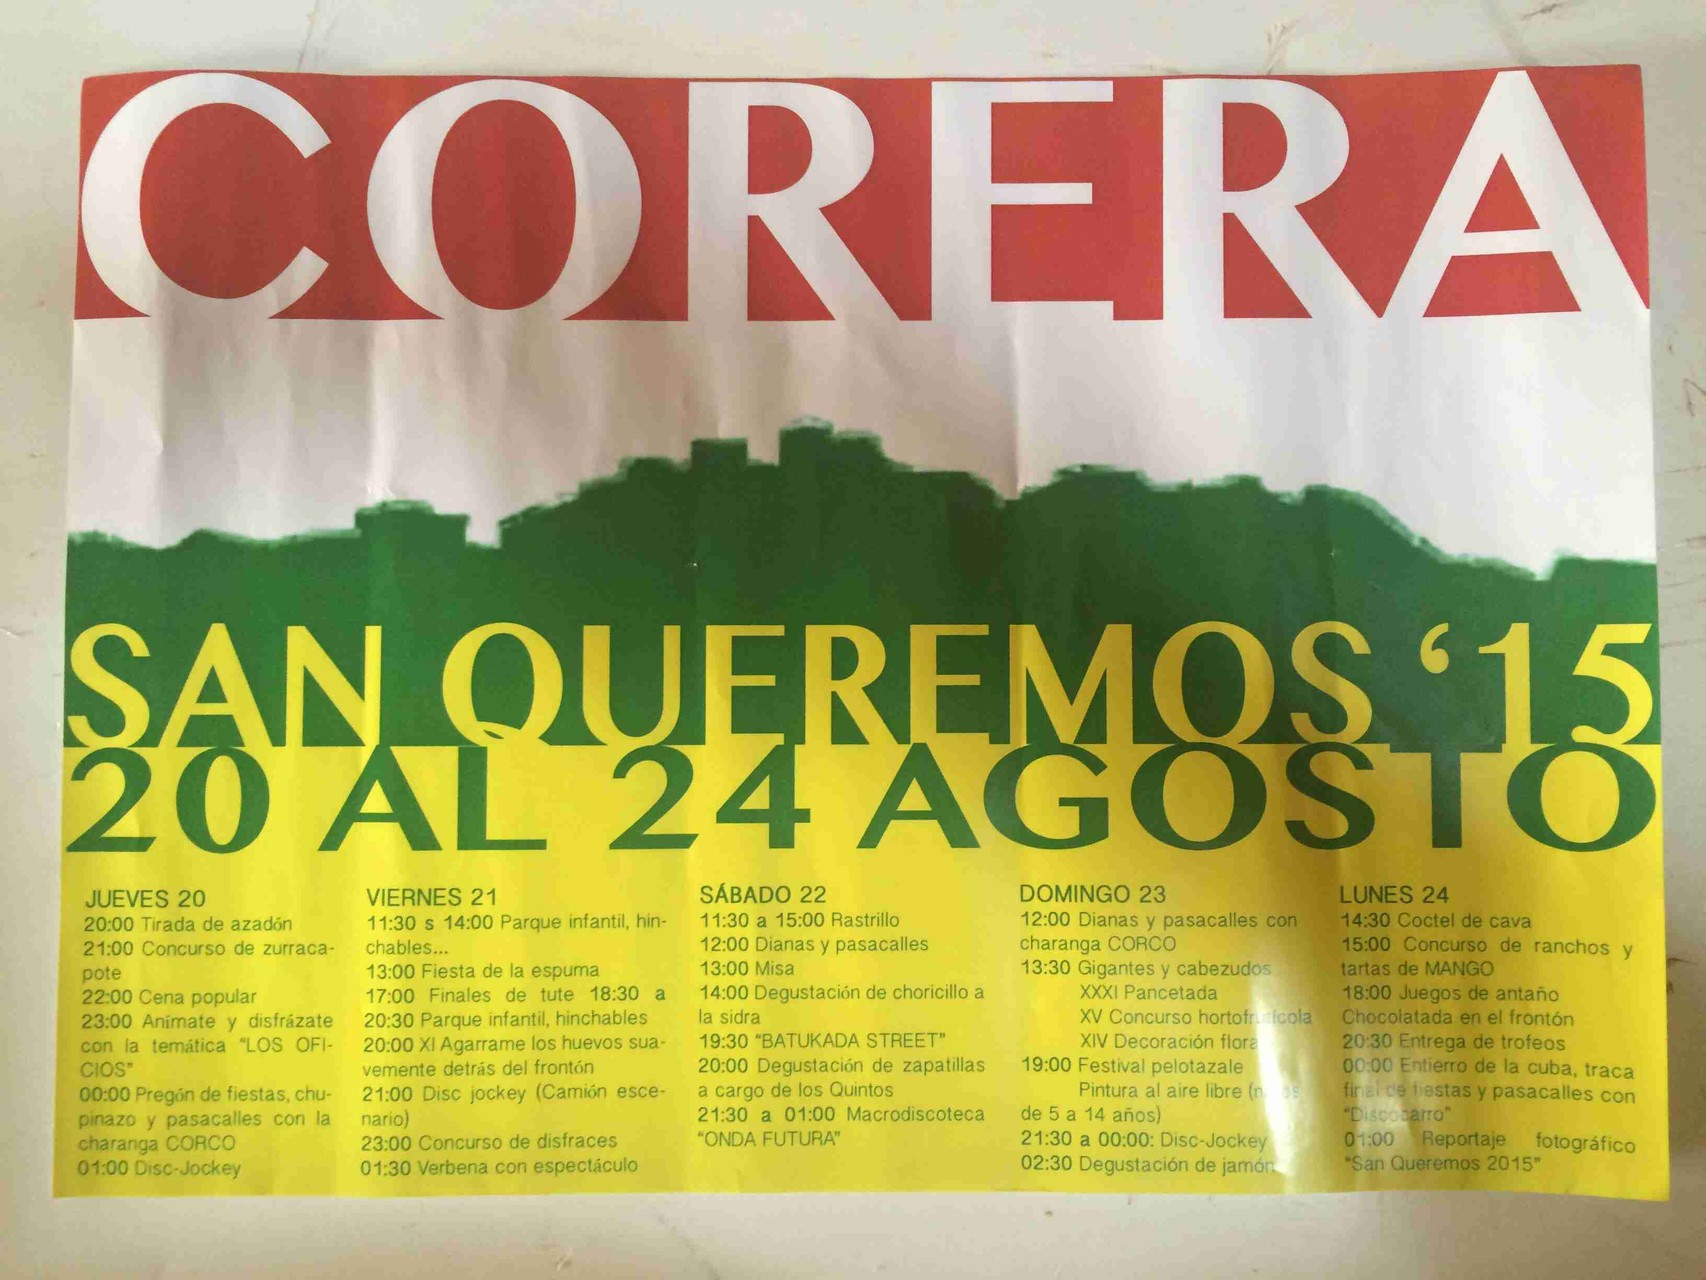 CORERA
SAN QUEREMOS ‘15
20 AL 24 AGOSTO
JUEVES 20
20:00 Tirada de azadón
21:00 Concurso de zurraca-
pote
22:00 Cena popular
23:00 Anímate y disfrázate
con la temática "LOS OFI-
CIOS"
00:00 Pregón de fiestas, chu-
pinazo y pasacalles con la
charanga CORCO
01:00 Disc-Jockey
VIERNES 21
11:30 s 14:00 Parque infantil, hin-
chables...
13:00 Fiesta de la espuma
17:00 Finales de tute 18:30 a
20:30 Parque infantil, hinchables
20:00 XI Agarrame los huevos sua-
vemente detrás del frontón
21:00 Disc jockey (Camión esce-
nario)
23:00 Concurso de disfraces
01:30 Verbena con espectáculo
SÁBADO 22
11:30 a 15:00 Rastrillo
12:00 Dianas y pasacalles
13:00 Misa
14:00 Degustación de choricillo a
la sidra
19:30 "BATUKADA STREET"
20:00 Degustación de zapatillas
a cargo de los Quintos
21:30 a 01:00 Macrodiscoteca
"ONDA FUTURA"
DOMINGO 23
12:00 Dianas y pasacalles con
charanga CORCO
13:30 Gigantes y cabezudos
XXXI Pancetada
XV Concurso hortofrutícola
XIV Decoración floral
19:00 Festival pelotazale
Pintura al aire libre
de 5 a 14 años)
21:30 a 00:00: Disc-Jockey
02:30 Degustación de jamón
LUNES 24
14:30 Coctel de cava
15:00 Concurso de ranchos y
tartas de MANGO
18:00 Juegos de antaño
Chocolatada en el frontón
20:30 Entrega de trofeos
00:00 Entierro de la cuba, traca
final de fiestas y pasacalles con
"Discocarro"
01:00 Reportaje fotográfico
"San Queremos 2015"